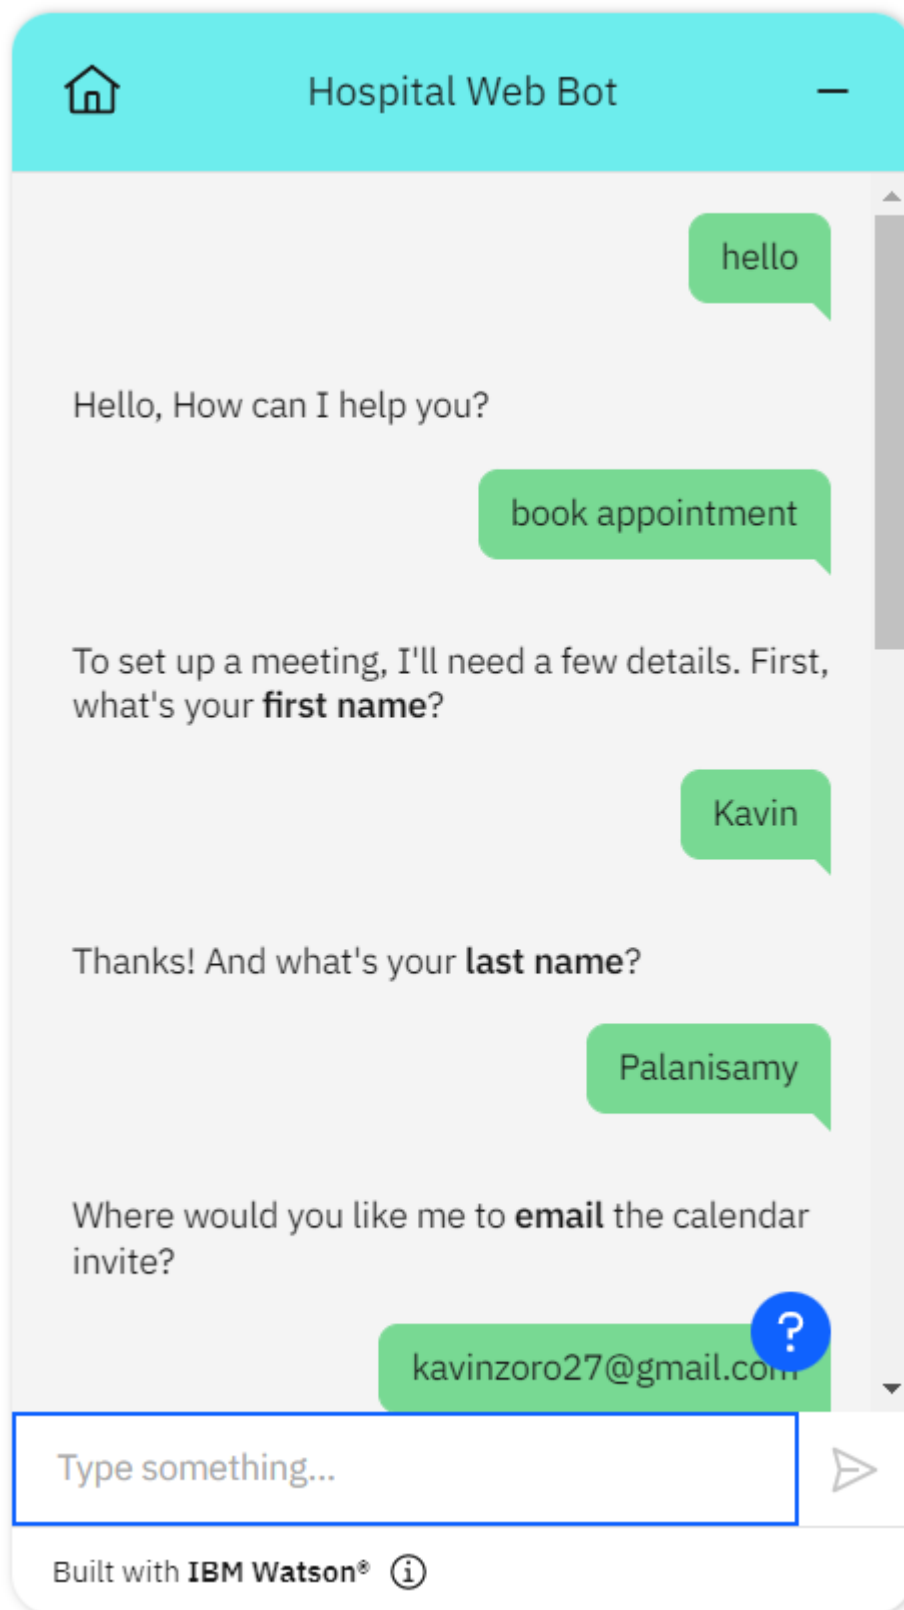 Hospital Web Bot
hello
Hello, How can I help you?
book appointment
To set up a meeting, I'll need a few details. First,
what's your first name?
Kavin
Thanks! And what's your last name?
Palanisamy
Where would you like me to email the calendar
invite?
?
kavinzoro27@gmail.com
Type something...
Built with IBM Watson®